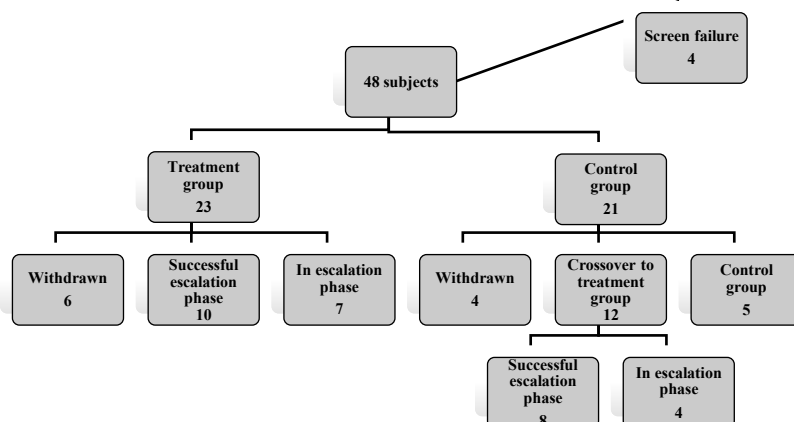 Screen failure
4
48 subjects
Treatment
group
23
Control
group
21
Withdrawn
6
Successful
escalation
phase
10
In escalation
phase
7
Withdrawn
4
Crossover to
treatment
group
12
Control
group
5
Successful
escalation
phase
8
In escalation
phase
4